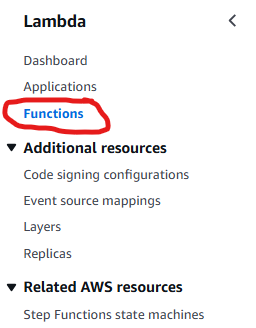 Lambda
Dashboard
Applications
Functions
Additional resources
Code signing configurations
Event source mappings
Layers
Replicas
Related AWS resources
Step Functions state machines